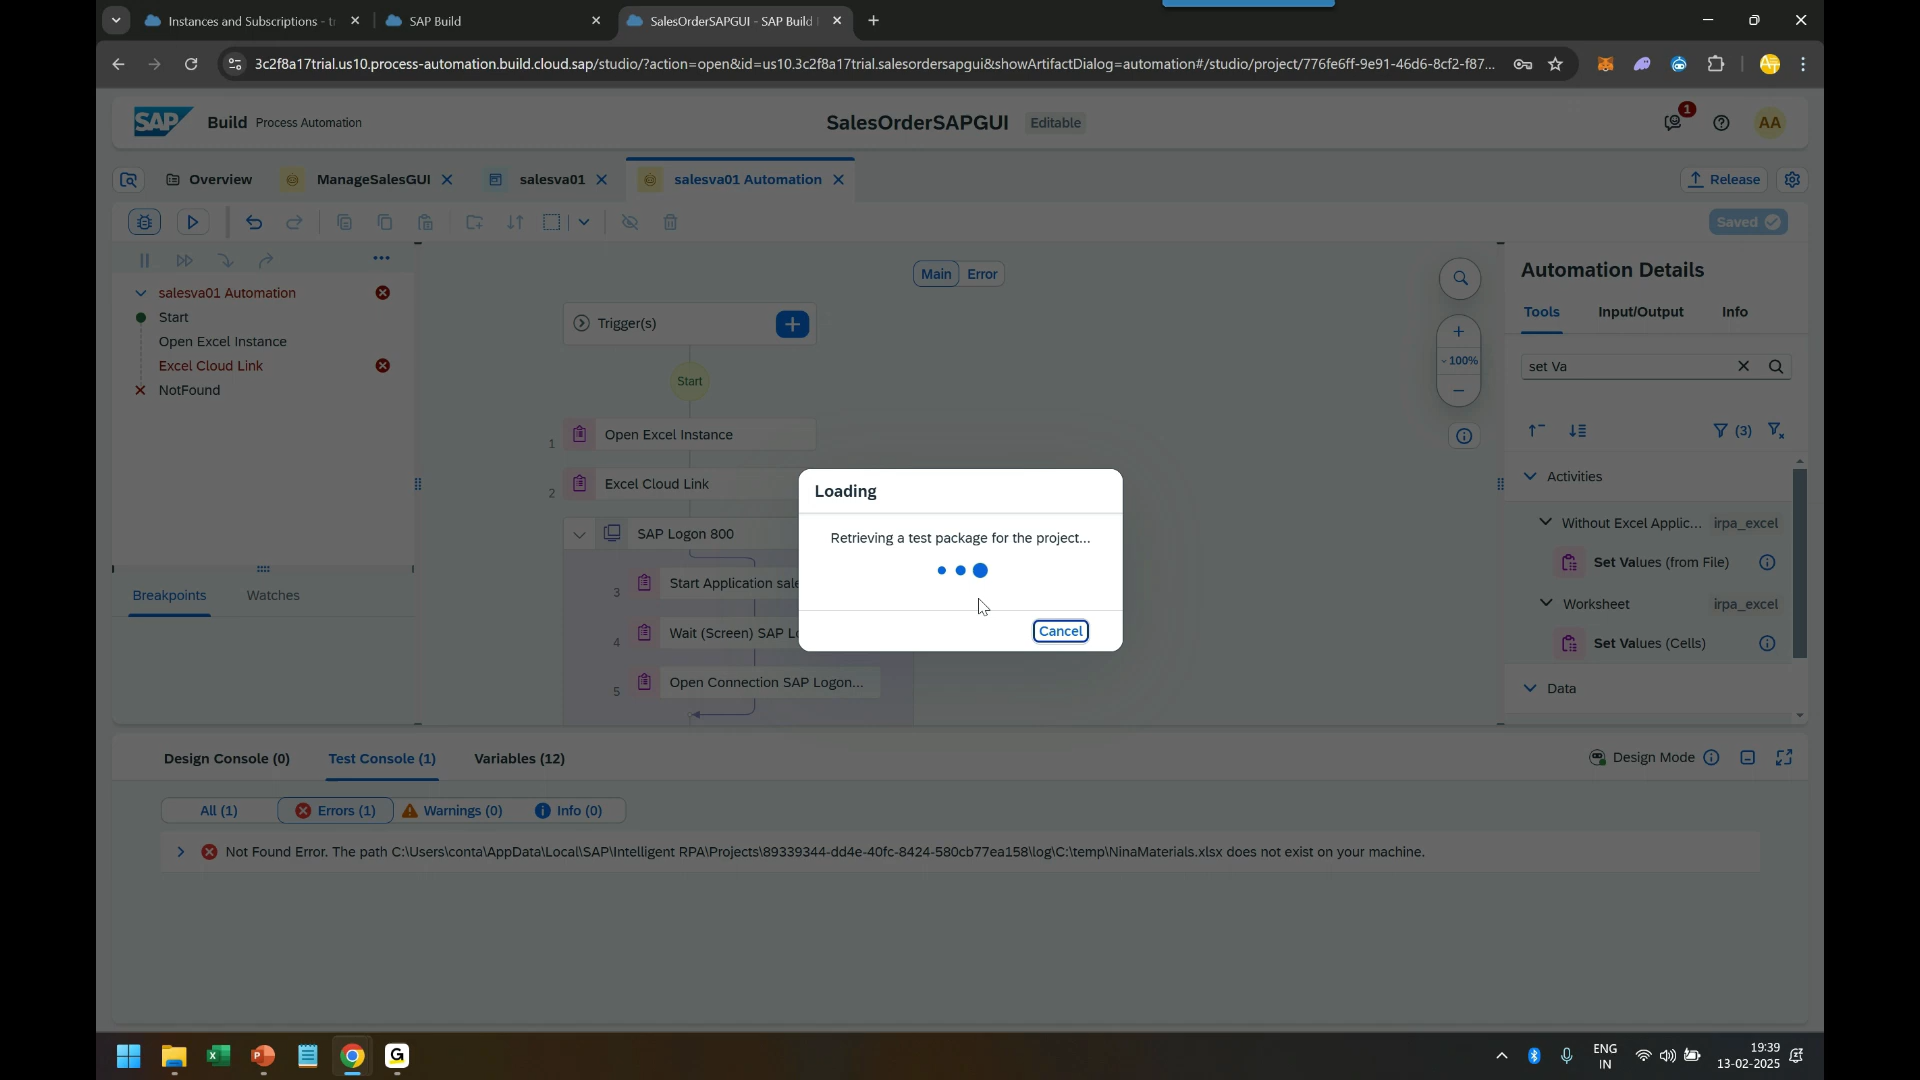 Instances and Subscriptions - tr
SAP Build
SalesOrderSAPGUI - SAP Build
3c2f8a17trial.us10.process-automation.build.cloud.sap/studio/?action=open&id=us10.3c2f8a17trial.salesordersapgui&showArtifactDialog=automation#/studio/project/776fe6ff-9e91-46d6-8cf2-f87...
SAP
Build Process Automation
SalesOrderSAPGUI Editable
1
AA
Overview
ManageSalesGUI
salesva01
salesva01 Automation
Release
Saved
salesva01 Automation
Start
Open Excel Instance
Excel Cloud Link
NotFound
Breakpoints
Watches
Main
Error
Trigger(s)
Start
1
Open Excel Instance
2
Excel Cloud Link
SAP Logon 800
3
Start Application sale
4
Wait (Screen) SAP Lo
5
Open Connection SAP Logon...
100%
Automation Details
Tools
Input/Output
Info
set Va
(3)
Activities
Without Excel Applic... irpa_excel
Set Values (from File)
Worksheet irpa_excel
Set Values (Cells)
Data
Loading
Retrieving a test package for the project...
Cancel
Design Console (0)
Test Console (1)
Variables (12)
Design Mode
All (1)
Errors (1)
Warnings (0)
Info (0)
Not Found Error. The path C:\Users\conta\AppData\Local\SAP\Intelligent RPA\Projects\89339344-dd4e-40fc-8424-580cb77ea158\log\C:\temp\NinaMaterials.xlsx does not exist on your machine.
ENG
IN
19:39
13-02-2025